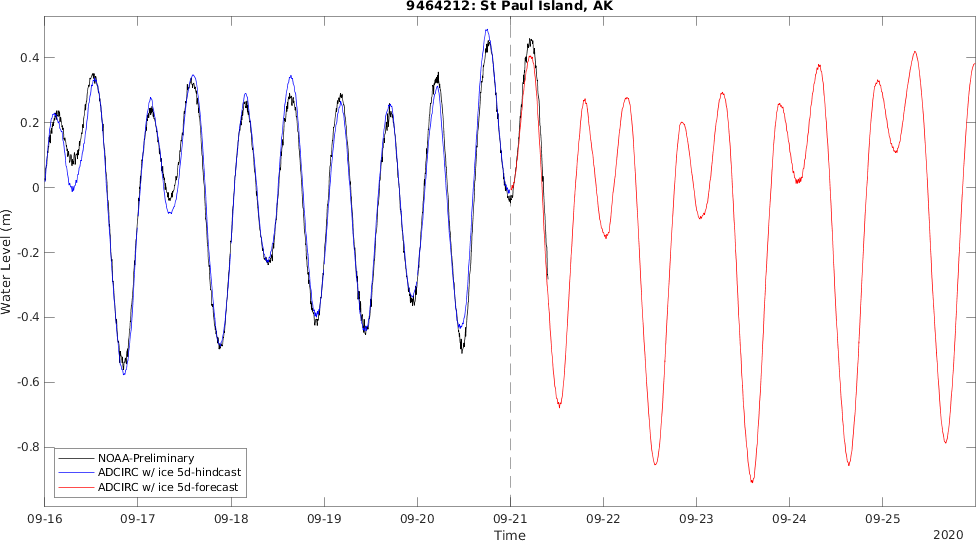 9464212: St Paul Island, AK
Water Level (m)
0.4
0.2
0
-0.2
-0.4
-0.6
-0.8
NOAA-Preliminary
ADCIRC w/ ice 5d-hindcast
ADCIRC w/ ice 5d-forecast
09-16 09-17 09-18 09-19 09-20 09-21 09-22 09-23 09-24 09-25
Time
2020